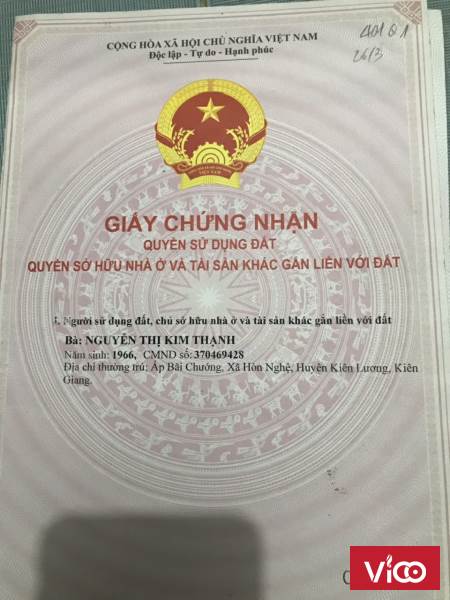 CỘNG HÒA XÃ HỘI CHỦ NGHĨA VIỆT NAM
Độc lập - Tự do - Hạnh phúc
26/3
VIỆT NAM
GIẤY CHỨNG NHẬN
QUYỀN SỬ DỤNG ĐẤT
QUYỀN SỞ HỮU NHÀ Ở VÀ TÀI SẢN KHÁC GẮN LIỀN VỚI ĐẤT
I. Người sử dụng đất, chủ sở hữu nhà ở và tài sản khác gắn liền với đất
Bà: NGUYỄN THỊ KIM THẠNH
Năm sinh: 1966, CMND số: 370469428
Địa chỉ thường trú: Ấp Bãi Chướng, Xã Hòn Nghệ, Huyện Kiên Lương, Kiên
Giang.
C
Vico